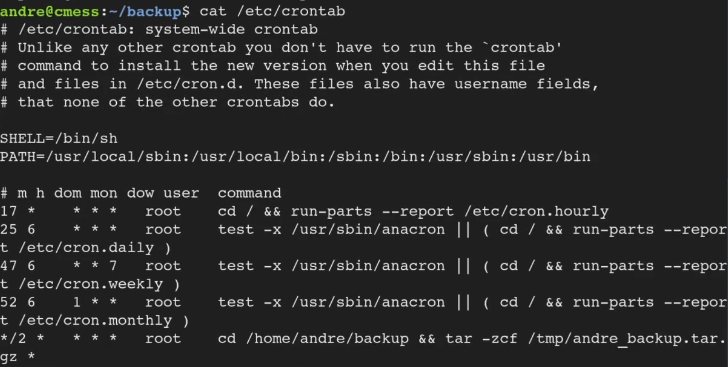 andre@cmess:~/backup$ cat /etc/crontab
# /etc/crontab: system-wide crontab
# Unlike any other crontab you don't have to run the `crontab'
# command to install the new version when you edit this file
# and files in /etc/cron.d. These files also have username fields,
# that none of the other crontabs do.

SHELL=/bin/sh
PATH=/usr/local/sbin:/usr/local/bin:/sbin:/bin:/usr/sbin:/usr/bin

# m h dom mon dow user  command
17 *    * * *   root    cd / && run-parts --report /etc/cron.hourly
25 6    * * *   root    test -x /usr/sbin/anacron || ( cd / && run-parts --repor
t /etc/cron.daily )
47 6    * * 7   root    test -x /usr/sbin/anacron || ( cd / && run-parts --repor
t /etc/cron.weekly )
52 6    1 * *   root    test -x /usr/sbin/anacron || ( cd / && run-parts --repor
t /etc/cron.monthly )
*/2 *   * * *   root    cd /home/andre/backup && tar -zcf /tmp/andre_backup.tar.
gz *